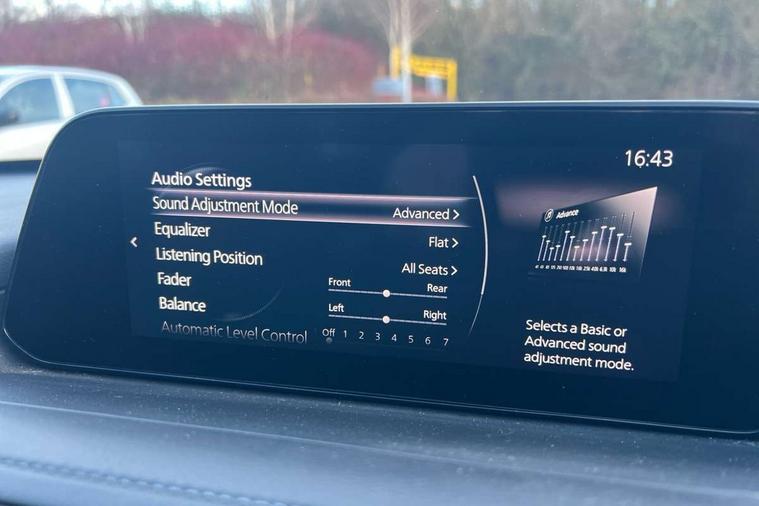 16:43
Audio Settings
Sound Adjustment Mode Advanced >
Equalizer Flat >
Listening Position All Seats >
Fader Front Rear
Balance Left Right
Automatic Level Control Off 1 2 3 4 5 6 7
Advance
Selects a Basic or
Advanced sound
adjustment mode.